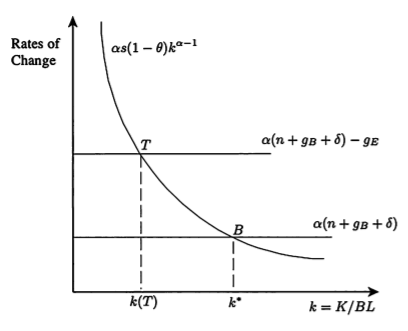 Rates of
Change
αs(1 − θ)k^{α−1}
T
α(n + g_B + δ) − g_E
B
α(n + g_B + δ)
k(T)
k*
k = K/BL